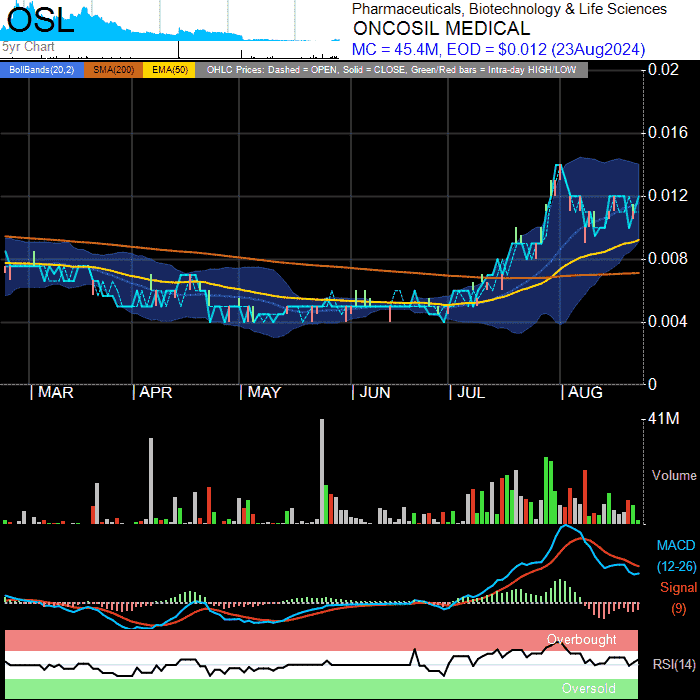 OSL
5yr Chart
Pharmaceuticals, Biotechnology & Life Sciences
ONCOSIL MEDICAL
MC = 45.4M, EOD = $0.012 (23Aug2024)
BollBands(20,2) SMA(200) EMA(50) OHLC Prices: Dashed = OPEN, Solid = CLOSE, Green/Red bars = Intra-day HIGH/LOW
0.02
0.016
0.012
0.008
0.004
0
| MAR | APR | MAY | JUN | JUL | AUG
41M
Volume
MACD
(12-26)
Signal
(9)
Overbought
RSI(14)
Oversold